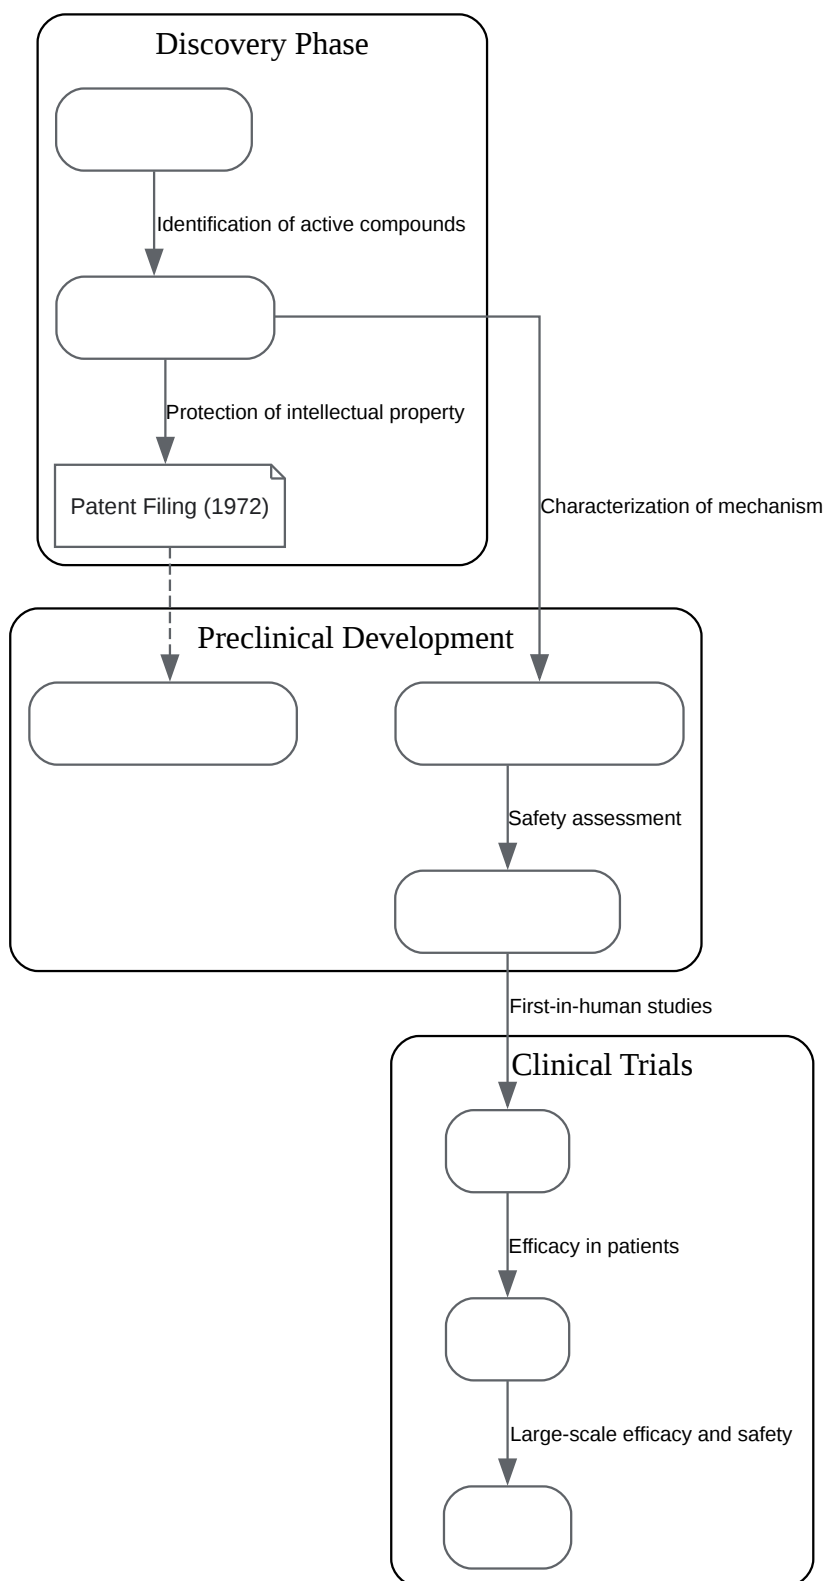 Discovery Phase
Identification of active compounds
Protection of intellectual property
Patent Filing (1972)
Characterization of mechanism
Preclinical Development
Safety assessment
First-in-human studies
Clinical Trials
Efficacy in patients
Large-scale efficacy and safety